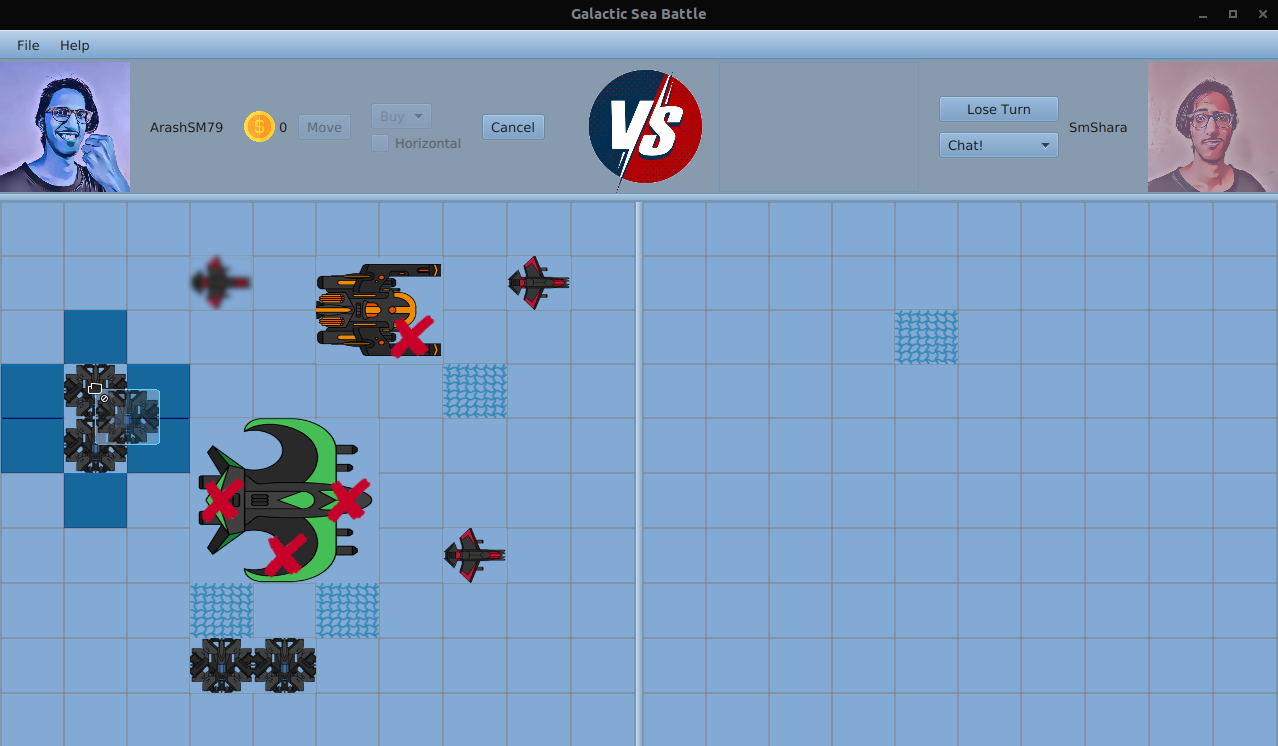 Galactic Sea Battle
File Help
ArashSM79
$ 0
Move
Buy
Horizontal
Cancel
VS
Lose Turn
Chat!
SmShara